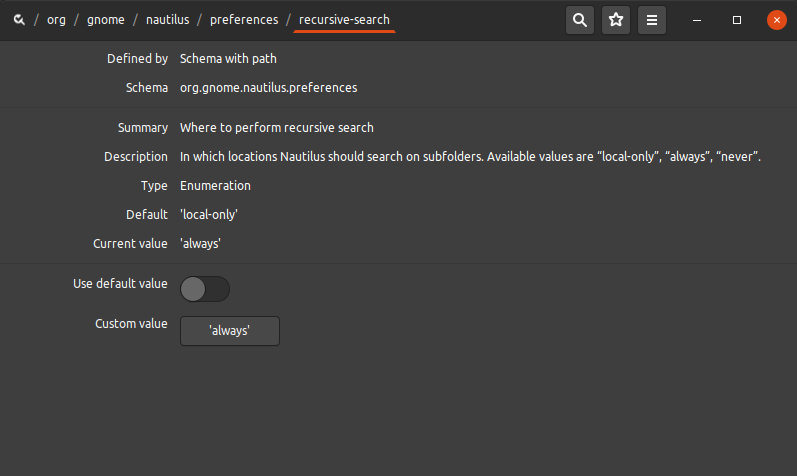 / org / gnome / nautilus / preferences / recursive-search
Defined by Schema with path
Schema org.gnome.nautilus.preferences
Summary Where to perform recursive search
Description In which locations Nautilus should search on subfolders. Available values are “local-only”, “always”, “never”.
Type Enumeration
Default 'local-only'
Current value 'always'
Use default value
Custom value 'always'